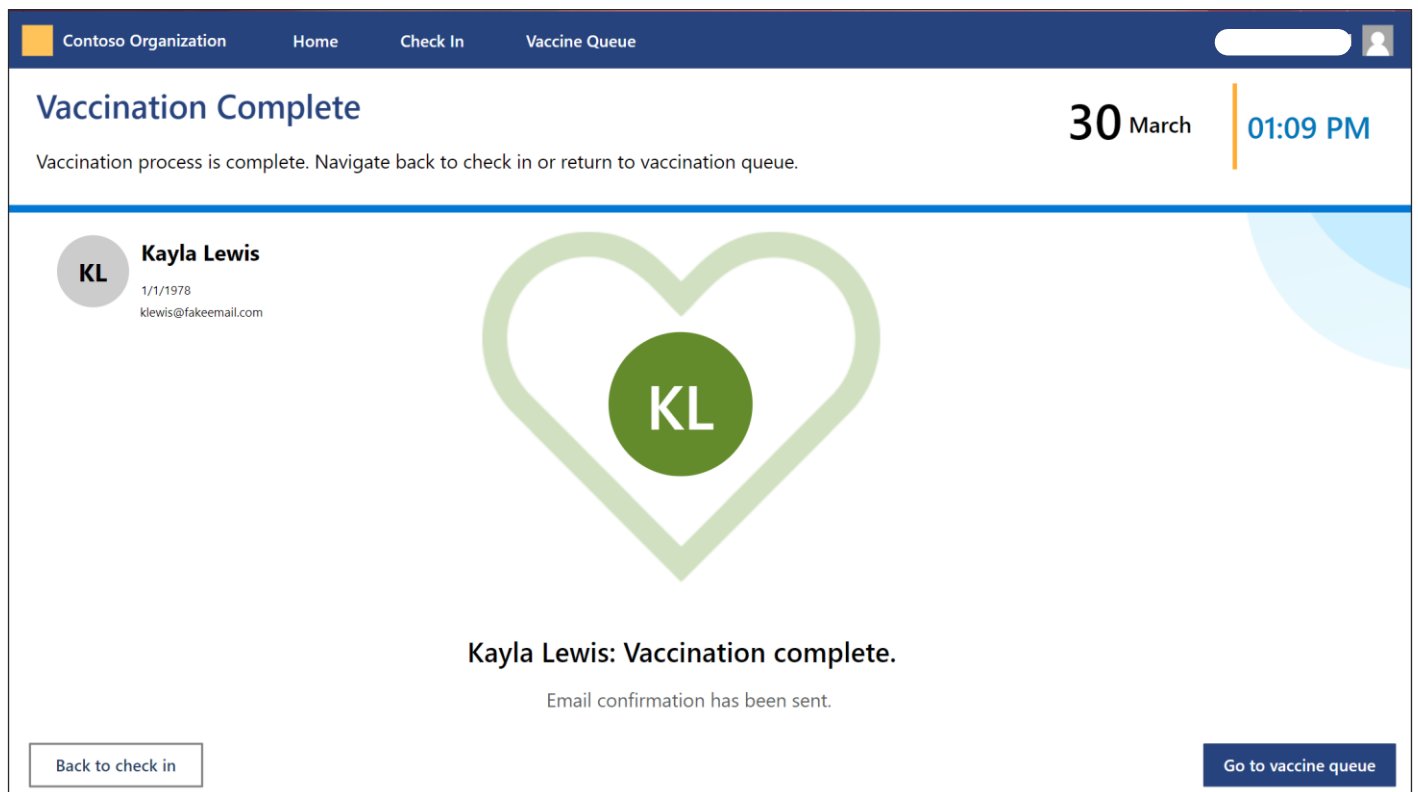 Contoso Organization Home Check In Vaccine Queue
Vaccination Complete
30 March 01:09 PM
Vaccination process is complete. Navigate back to check in or return to vaccination queue.
KL
Kayla Lewis
1/1/1978
klewis@fakeemail.com
KL
Kayla Lewis: Vaccination complete.
Email confirmation has been sent.
Back to check in
Go to vaccine queue